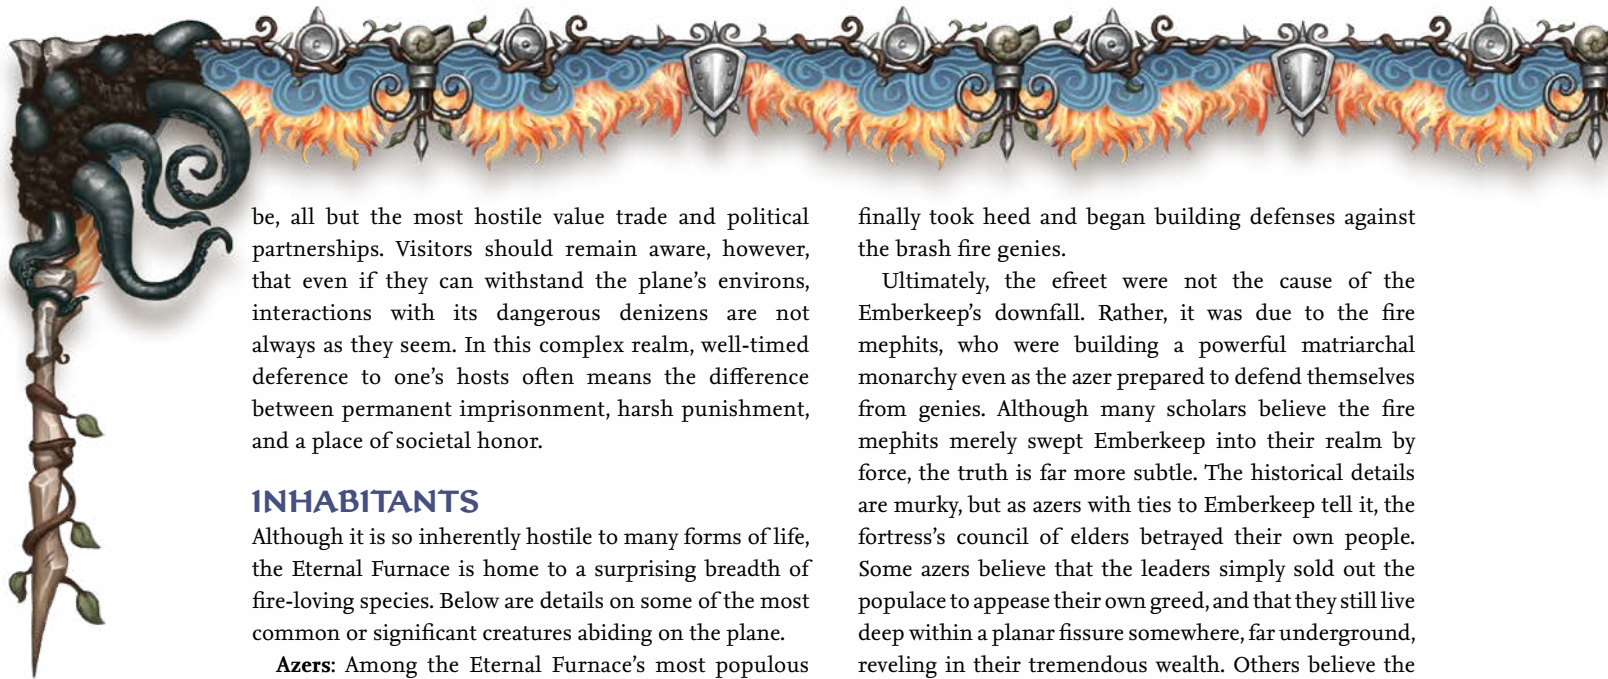 be, all but the most hostile value trade and political
partnerships. Visitors should remain aware, however,
that even if they can withstand the plane’s environs,
interactions with its dangerous denizens are not
always as they seem. In this complex realm, well-timed
deference to one’s hosts often means the difference
between permanent imprisonment, harsh punishment,
and a place of societal honor.
INHABITANTS
Although it is so inherently hostile to many forms of life,
the Eternal Furnace is home to a surprising breadth of
fire-loving species. Below are details on some of the most
common or significant creatures abiding on the plane.
Azers: Among the Eternal Furnace’s most populous
finally took heed and began building defenses against
the brash fire genies.
Ultimately, the efreet were not the cause of the
Emberkeep’s downfall. Rather, it was due to the fire
mephits, who were building a powerful matriarchal
monarchy even as the azer prepared to defend themselves
from genies. Although many scholars believe the fire
mephits merely swept Emberkeep into their realm by
force, the truth is far more subtle. The historical details
are murky, but as azers with ties to Emberkeep tell it, the
fortress’s council of elders betrayed their own people.
Some azers believe that the leaders simply sold out the
populace to appease their own greed, and that they still live
deep within a planar fissure somewhere, far underground,
reveling in their tremendous wealth. Others believe the